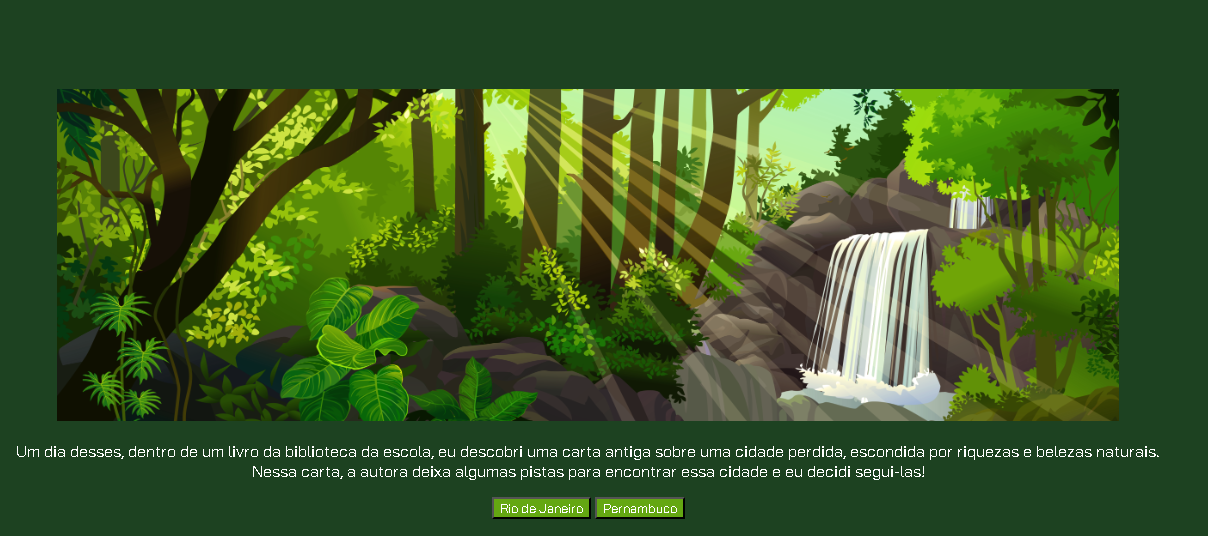 Um dia desses, dentro de um livro da biblioteca da escola, eu descobri uma carta antiga sobre uma cidade perdida, escondida por riquezas e belezas naturais.
Nessa carta, a autora deixa algumas pistas para encontrar essa cidade e eu decidi segui-las!
Rio de Janeiro Pernambuco